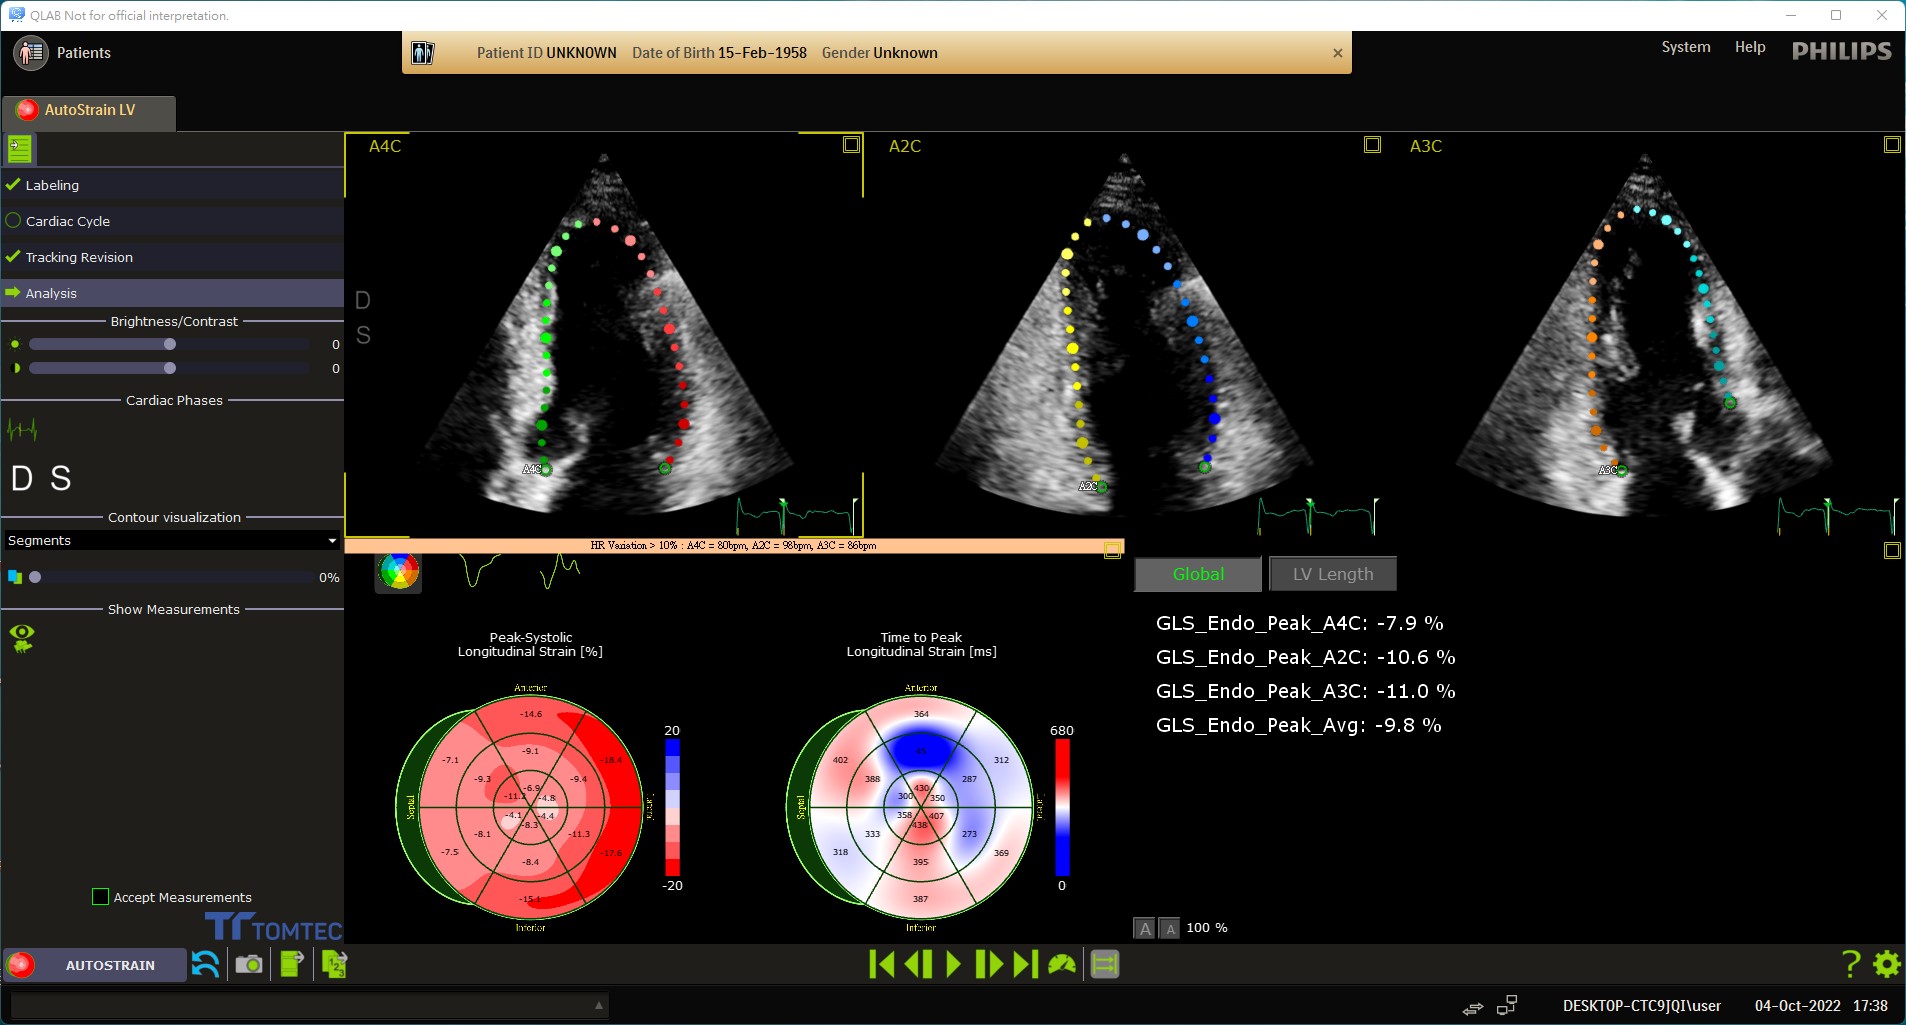 QLAB Not for official interpretation.
Patients
Patient ID UNKNOWN Date of Birth 15-Feb-1958 Gender Unknown
System Help PHILIPS
AutoStrain LV
Labeling
Cardiac Cycle
Tracking Revision
Analysis
Brightness/Contrast
0
0
Cardiac Phases
D S
Contour visualization
Segments
0%
Show Measurements
Accept Measurements
TOMTEC
A4C
D
S
A4C
A2C
A2C
A3C
A3C
HR Variation > 10% : A4C = 80bpm, A2C = 98bpm, A3C = 86bpm
Peak-Systolic
Longitudinal Strain [%]
Anterior
-14.6
-7.1 -9.1 -18.4
-9.3 -9.4
-6.9
-11.2 -4.8
Septal
-4.1 -4.4
-8.3
-8.1 -11.3
-7.5 -8.4 -17.6
-15.1
Inferior
20
-20
Time to Peak
Longitudinal Strain [ms]
Anterior
364
402 312
388 287
430
300 350
Septal
358 407
438
333 273
318 395 369
387
Inferior
680
0
Global LV Length
GLS_Endo_Peak_A4C: -7.9 %
GLS_Endo_Peak_A2C: -10.6 %
GLS_Endo_Peak_A3C: -11.0 %
GLS_Endo_Peak_Avg: -9.8 %
A A 100 %
AUTOSTRAIN
123
?
DESKTOP-CTC9JQI\user 04-Oct-2022 17:38